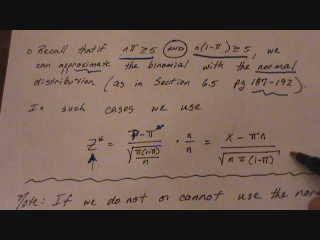 o Recall that if nπ ≥ 5 AND n(1-π) ≥ 5, we
can approximate the binomial with the normal
distribution (as in Section 6.5 pg 187-192).
In such cases we use
Z* = (p - π) / √(π(1-π)/n) · n/n = (X - πn) / √(nπ(1-π))
Note: If we do not or cannot use the norm